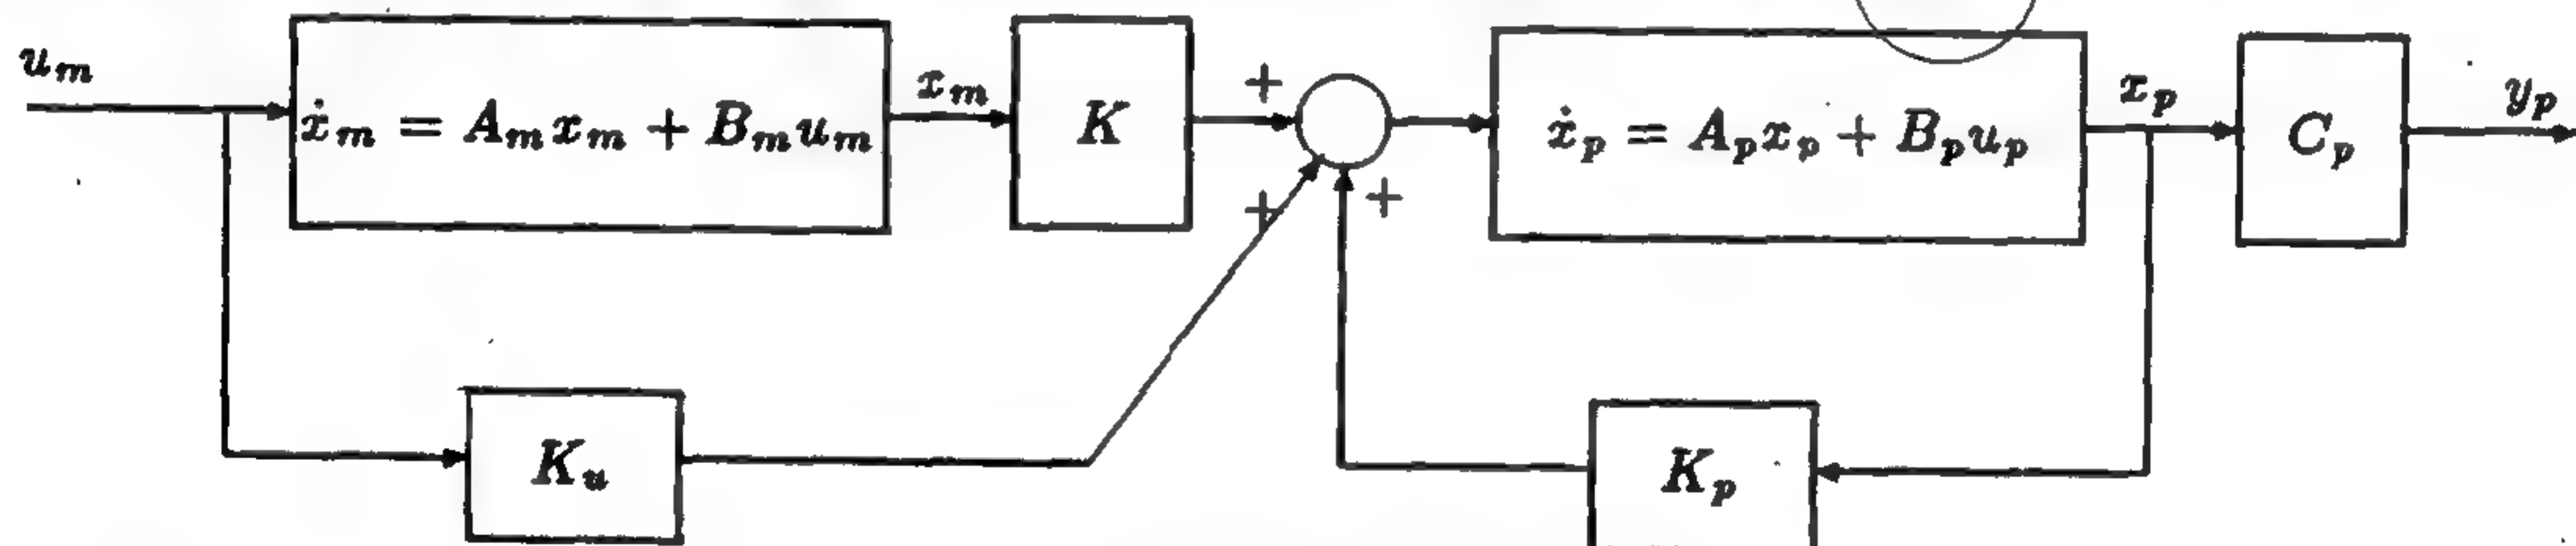 u_m
ẋ_m = A_m x_m + B_m u_m
x_m
K
+
+
+
ẋ_p = A_p x_p + B_p u_p
x_p
C_p
y_p
K_u
K_p